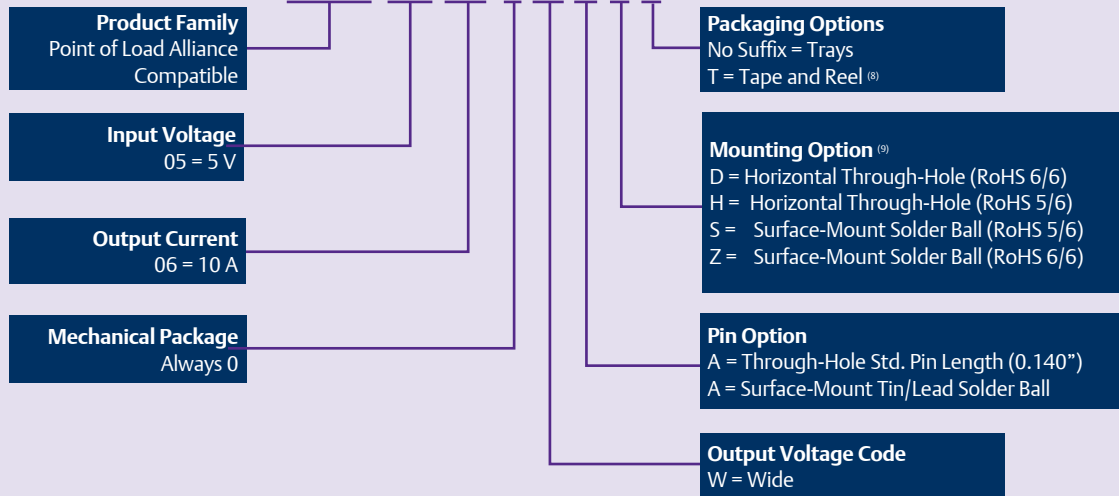 Product Family
Point of Load Alliance
Compatible
Input Voltage
05 = 5 V
Output Current
06 = 10 A
Mechanical Package
Always 0
Packaging Options
No Suffix = Trays
T = Tape and Reel (8)
Mounting Option (9)
D = Horizontal Through-Hole (RoHS 6/6)
H = Horizontal Through-Hole (RoHS 5/6)
S = Surface-Mount Solder Ball (RoHS 5/6)
Z = Surface-Mount Solder Ball (RoHS 6/6)
Pin Option
A = Through-Hole Std. Pin Length (0.140”)
A = Surface-Mount Tin/Lead Solder Ball
Output Voltage Code
W = Wide